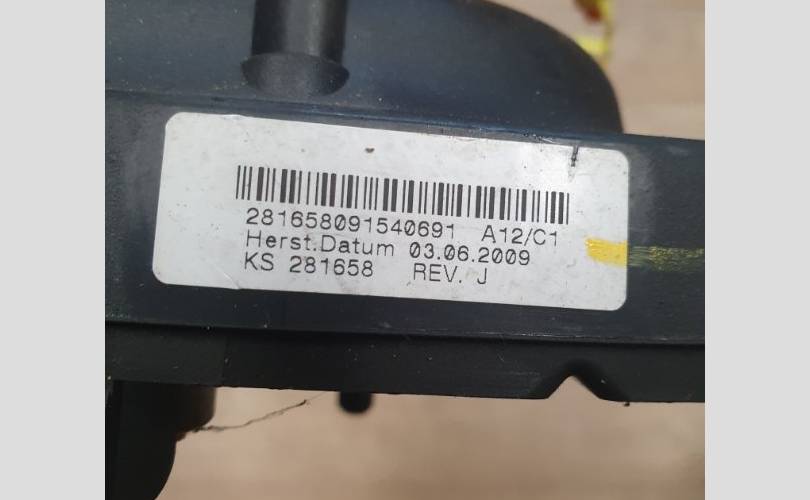 281658091540691 A12/C1
Herst.Datum 03.06.2009
KS 281658 REV. J